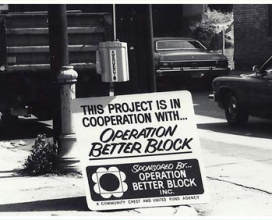 THIS PROJECT IS IN
COOPERATION WITH...
OPERATION
BETTER BLOCK
SPONSORED BY...
OPERATION
BETTER BLOCK
INC.
A COMMUNITY CHEST AND UNITED FUND AGENCY